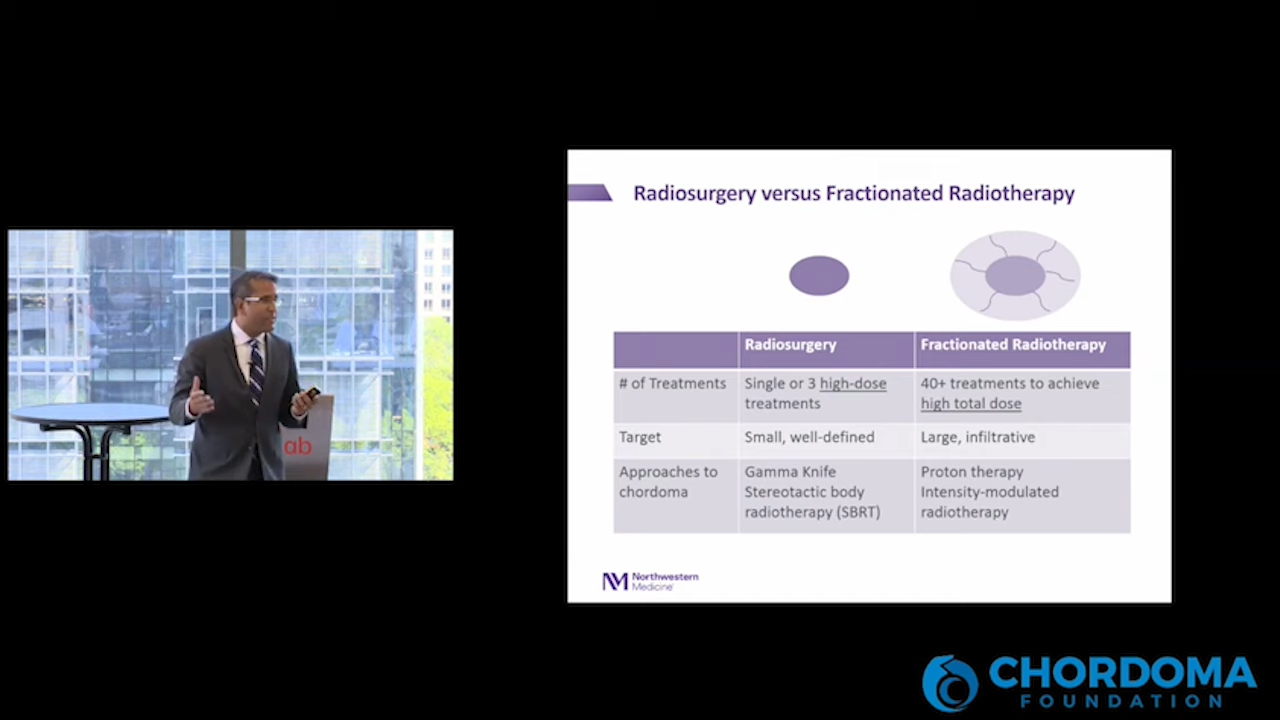 Radiosurgery versus Fractionated Radiotherapy
Radiosurgery
Fractionated Radiotherapy
# of Treatments
Single or 3 high-dose
treatments
40+ treatments to achieve
high total dose
Target
Small, well-defined
Large, infiltrative
Approaches to
chordoma
Gamma Knife
Stereotactic body
radiotherapy (SBRT)
Proton therapy
Intensity-modulated
radiotherapy
NM Northwestern
Medicine
ab
CHORDOMA
FOUNDATION